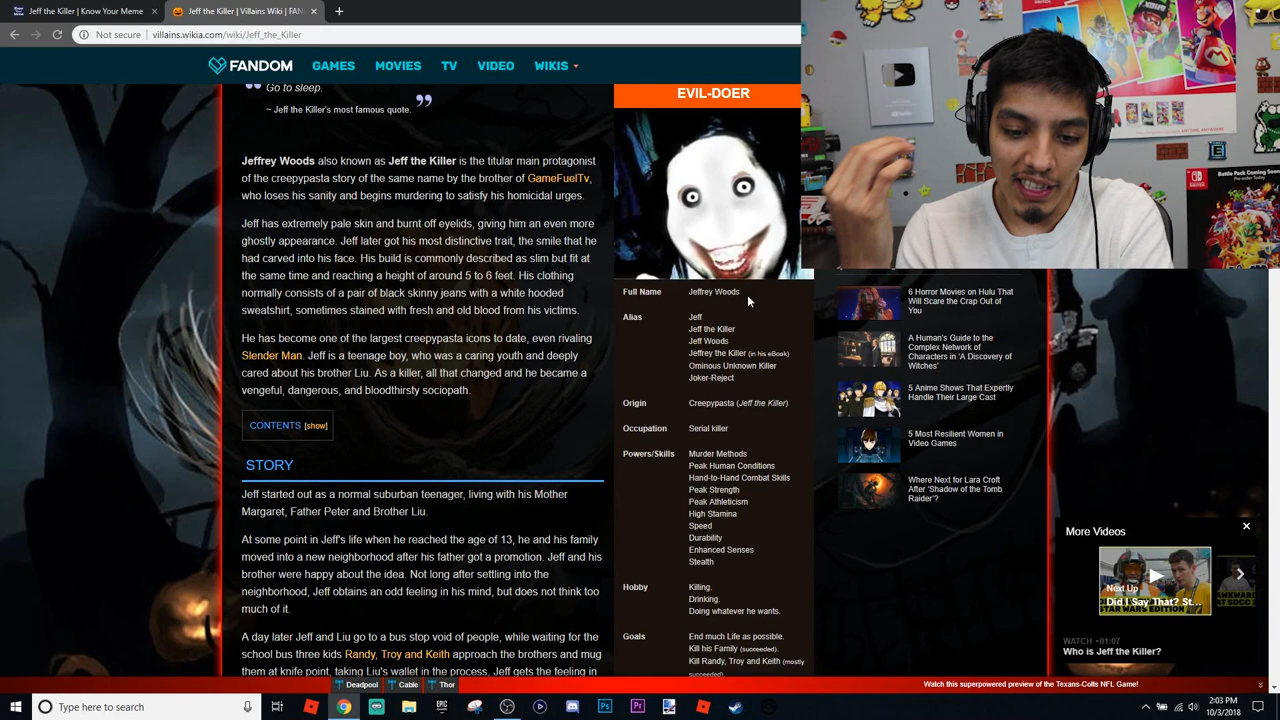 Jeff the Killer | Know Your Meme
Jeff the Killer | Villains Wiki | FAN
Not secure
villains.wikia.com/wiki/Jeff_the_Killer
FANDOM
GAMES
MOVIES
TV
VIDEO
WIKIS
Go to sleep.
~ Jeff the Killer's most famous quote.
Jeffrey Woods also known as Jeff the Killer is the titular main protagonist
of the creepypasta story of the same name by the brother of GameFuelTv,
who loses his sanity and begins murdering to satisfy his homicidal urges.
Jeff has extremely pale skin and burnt off eyelids, giving him an even more
ghostly appearance. Jeff later got his most distinctive trait, the smile that
had carved into his face. His build is commonly described as slim but fit at
the same time and reaching a height of around 5 to 6 feet. His clothing
normally consists of a pair of black skinny jeans with a white hooded
sweatshirt, sometimes stained with fresh and old blood from his victims.
He has become one of the largest creepypasta icons to date, even rivaling
Slender Man. Jeff is a teenage boy, who was a caring youth and deeply
cared about his brother Liu. As a killer, all that changed and he became a
vengeful, dangerous, and bloodthirsty sociopath.
CONTENTS [show]
STORY
Jeff started out as a normal suburban teenager, living with his Mother
Margaret, Father Peter and Brother Liu.
At some point in Jeff's life when he reached the age of 13, he and his family
moved into a new neighborhood after his father got a promotion. Jeff and his
brother were happy about the idea. Not long after settling into the
neighborhood, Jeff obtains an odd feeling in his mind, but does not think too
much of it.
A day later Jeff and Liu go to a bus stop void of people, while waiting for the
school bus three kids Randy, Troy and Keith approach the brothers and mug
them at knife point, taking Liu's wallet in the process. Jeff gets the
EVIL-DOER
Full Name Jeffrey Woods
Alias Jeff
Jeff the Killer
Jeff Woods
Jeffrey the Killer (in his eBook)
Ominous Unknown Killer
Joker-Reject
Origin Creepypasta (Jeff the Killer)
Occupation Serial killer
Powers/Skills Murder Methods
Peak Human Conditions
Hand-to-Hand Combat Skills
Peak Strength
Peak Athleticism
High Stamina
Speed
Durability
Enhanced Senses
Stealth
Hobby Killing.
Drinking.
Doing whatever he wants.
Goals End much Life as possible.
Kill his Family (succeeded).
Kill Randy, Troy and Keith (mostly
succeeded).
NINTENDO
SWITCH
Battle Pack Coming Soon
Pre-order Today!
6 Horror Movies on Hulu That
Will Scare the Crap Out of
You
A Human's Guide to the
Complex Network of
Characters in 'A Discovery of
Witches'
5 Anime Shows That Expertly
Handle Their Large Cast
5 Most Resilient Women in
Video Games
Where Next for Lara Croft
After 'Shadow of the Tomb
Raider'?
More Videos
Next Up
Did I Say That? St...
STAR WARS EDITION
WATCH • 01:07
Who is Jeff the Killer?
Deadpool
Cable
Thor
Watch this superpowered preview of the Texans-Colts NFL Game!
Type here to search
EPIC
GAMES
Ps
Pr
2:03 PM
10/3/2018